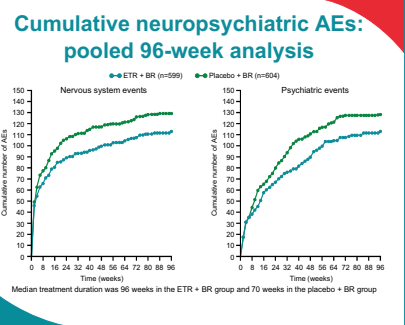 Cumulative neuropsychiatric AEs:
pooled 96-week analysis
ETR + BR (n=599) Placebo + BR (n=604)
Nervous system events
Cumulative number of AEs
150
140
130
120
110
100
90
80
70
60
50
40
30
20
10
0
0 8 16 24 32 40 48 56 64 72 80 88 96
Time (weeks)
Psychiatric events
Cumulative number of AEs
150
140
130
120
110
100
90
80
70
60
50
40
30
20
10
0
0 8 16 24 32 40 48 56 64 72 80 88 96
Time (weeks)
Median treatment duration was 96 weeks in the ETR + BR group and 70 weeks in the placebo + BR group